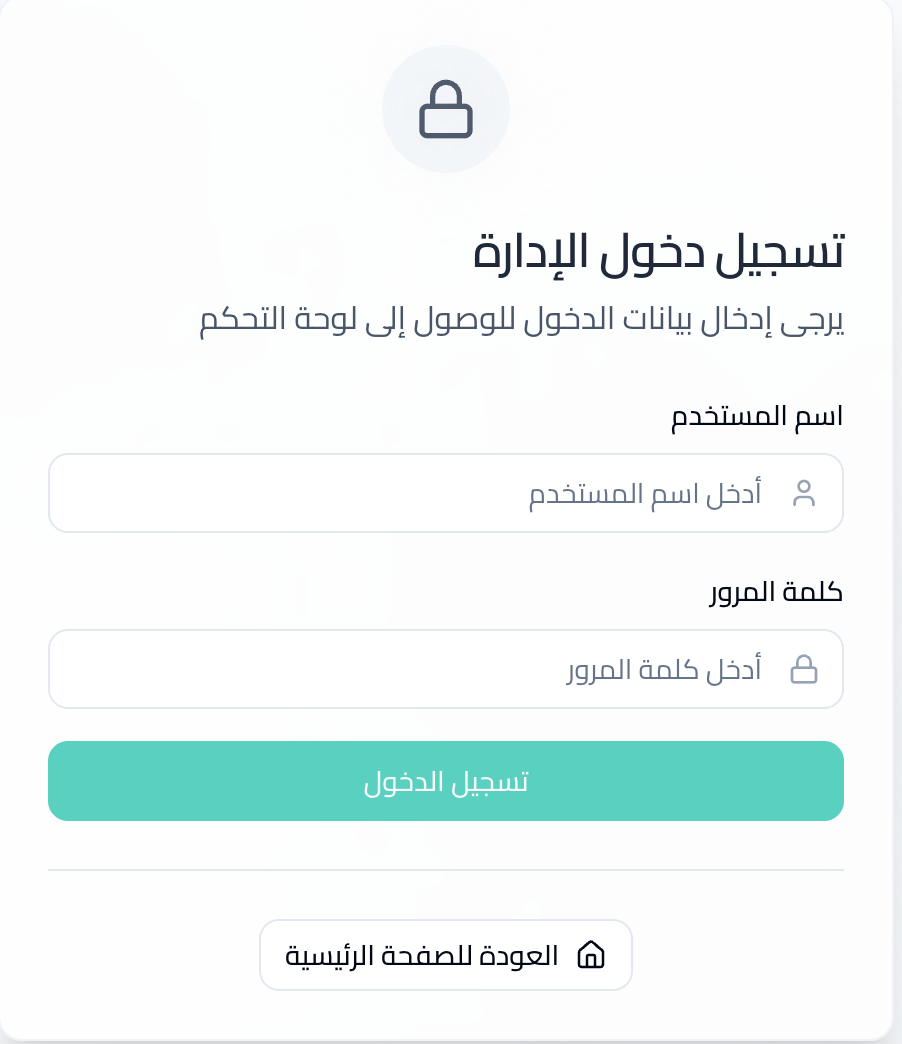 تسجيل دخول الإدارة
يرجى إدخال بيانات الدخول للوصول إلى لوحة التحكم
اسم المستخدم
أدخل اسم المستخدم
كلمة المرور
أدخل كلمة المرور
تسجيل الدخول
العودة للصفحة الرئيسية